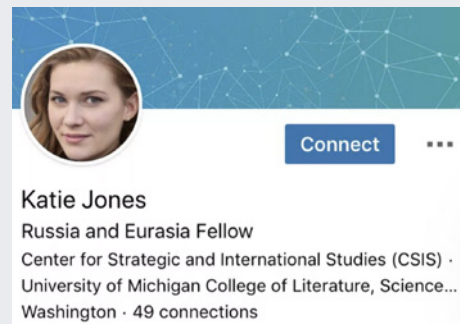 Connect
Katie Jones
Russia and Eurasia Fellow
Center for Strategic and International Studies (CSIS) ·
University of Michigan College of Literature, Science...
Washington · 49 connections